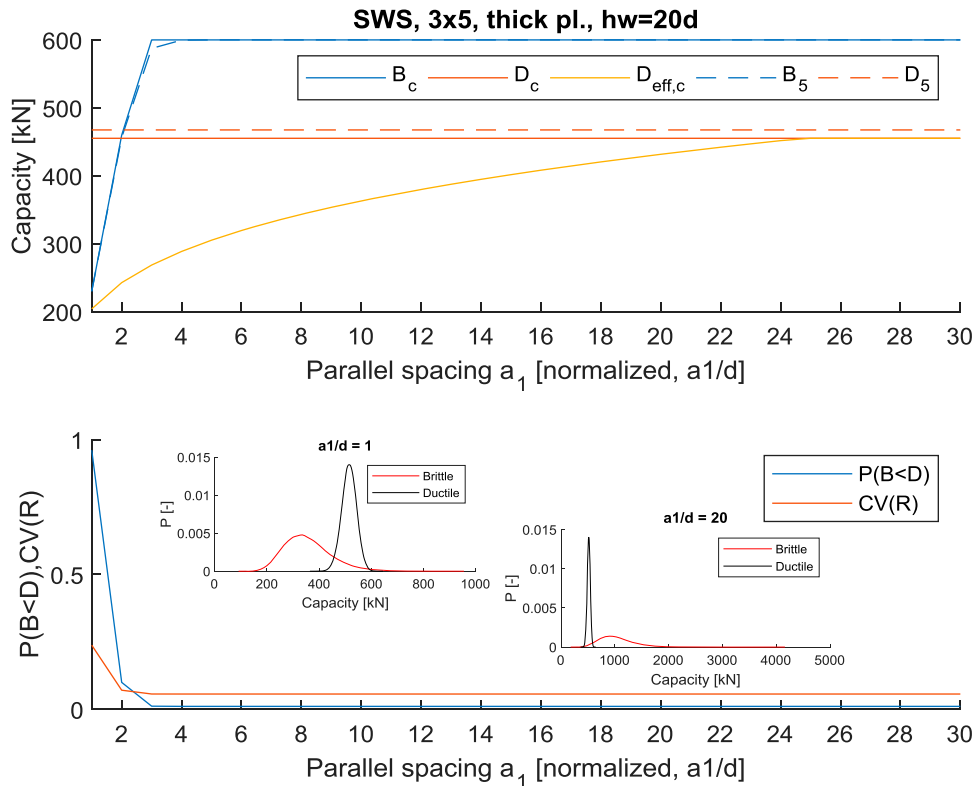 SWS, 3x5, thick pl., hw=20d
600
500
400
300
200
Capacity [kN]
B_c D_c D_eff,c B_5 D_5
2 4 6 8 10 12 14 16 18 20 22 24 26 28 30
Parallel spacing a_1 [normalized, a1/d]
1
0.5
0
P(B<D),CV(R)
P(B<D)
CV(R)
a1/d = 1
0.015
0.01
0.005
0
P [-]
Brittle
Ductile
0 200 400 600 800 1000
Capacity [kN]
a1/d = 20
0.015
0.01
0.005
0
P [-]
Brittle
Ductile
0 1000 2000 3000 4000 5000
Capacity [kN]
2 4 6 8 10 12 14 16 18 20 22 24 26 28 30
Parallel spacing a_1 [normalized, a1/d]